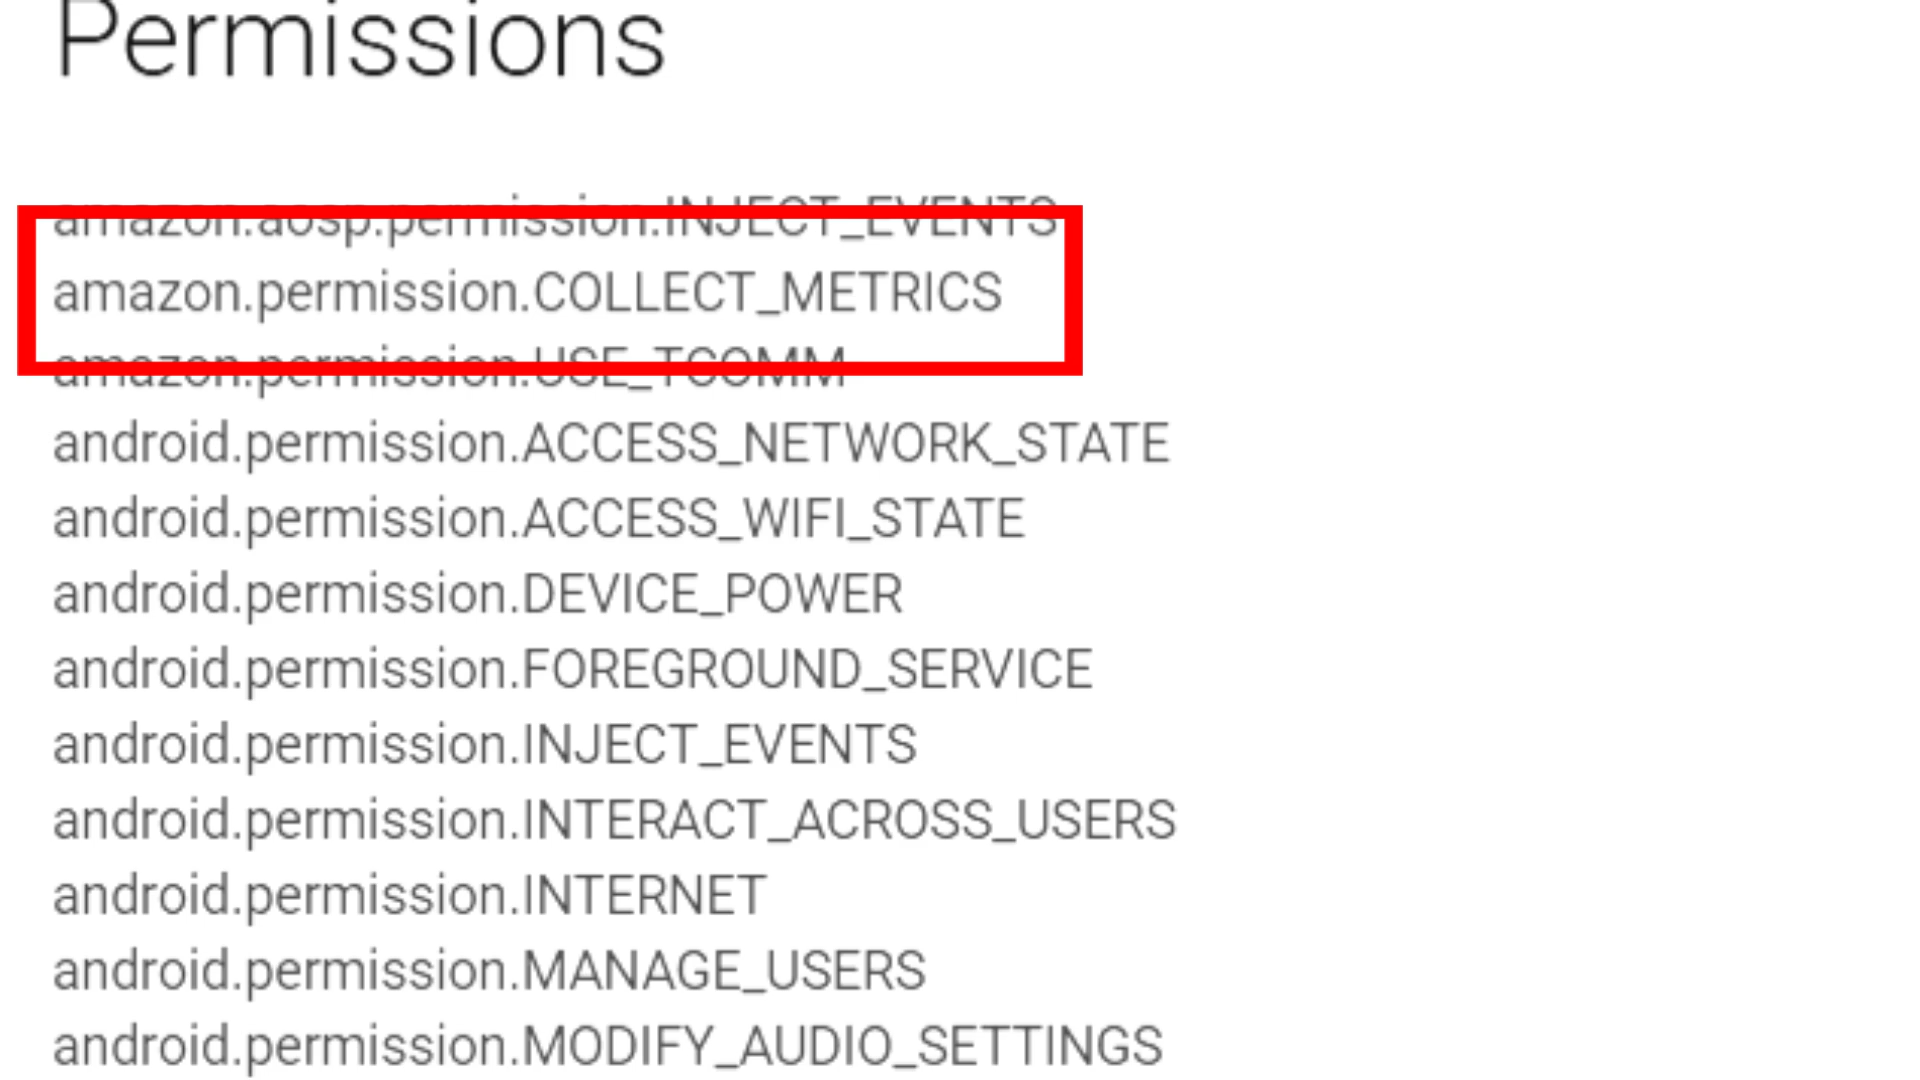 Permissions
amazon.aosp.permission.INJECT_EVENTS
amazon.permission.COLLECT_METRICS
amazon.permission.USE_TCOMM
android.permission.ACCESS_NETWORK_STATE
android.permission.ACCESS_WIFI_STATE
android.permission.DEVICE_POWER
android.permission.FOREGROUND_SERVICE
android.permission.INJECT_EVENTS
android.permission.INTERACT_ACROSS_USERS
android.permission.INTERNET
android.permission.MANAGE_USERS
android.permission.MODIFY_AUDIO_SETTINGS